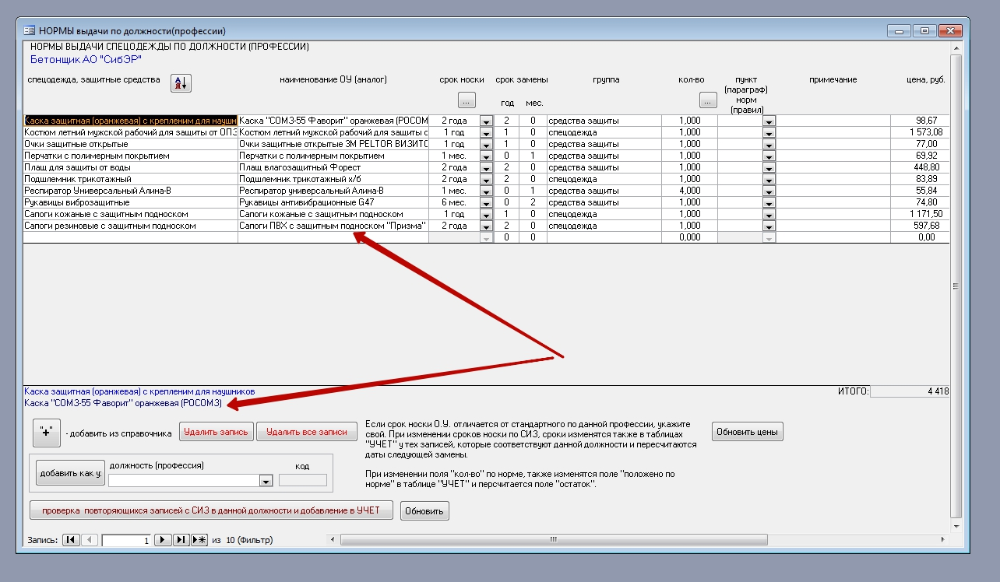 НОРМЫ выдачи по должности(профессии)
НОРМЫ ВЫДАЧИ СПЕЦОДЕЖДЫ ПО ДОЛЖНОСТИ (ПРОФЕССИИ)
Бетонщик АО "СибЭР"
спецодежда, защитные средства А Я наименование ОУ (аналог) срок носки срок замены группа кол-во пункт (параграф) норм (правил) примечание цена, руб.
... год мес. ...
Каска защитная (оранжевая) с креплением для наушн Каска "СОМЗ-55 Фаворит" оранжевая (РОСОМ 2 года 2 0 средства защиты 1,000 98,67
Костюм летний мужской рабочий для защиты от ОПЗ Костюм летний мужской рабочий для защиты с 1 год 1 0 спецодежда 1,000 1 573,08
Очки защитные открытые Очки защитные открытые 3М PELTOR ВИЗИТС 1 год 1 0 средства защиты 1,000 77,00
Перчатки с полимерным покрытием Перчатки с полимерным покрытием 1 мес. 0 1 средства защиты 1,000 69,92
Плащ для защиты от воды Плащ влагозащитный Форест 2 года 2 0 средства защиты 1,000 448,80
Подшлемник трикотажный Подшлемник трикотажный х/б 2 года 2 0 спецодежда 1,000 83,89
Респиратор Универсальный Алина-В Респиратор универсальный Алина-В 1 мес. 0 1 средства защиты 4,000 55,84
Рукавицы виброзащитные Рукавицы антивибрационные G47 6 мес. 0 2 средства защиты 1,000 74,80
Сапоги кожаные с защитным подноском Сапоги кожаные с защитным подноском 1 год 1 0 спецодежда 1,000 1 171,50
Сапоги резиновые с защитным подноском Сапоги ПВХ с защитным подноском "Призма" 2 года 2 0 спецодежда 1,000 597,68
0 0 0,000 0,00
Каска защитная (оранжевая) с креплением для наушников ИТОГО: 4 418
Каска "СОМЗ-55 Фаворит" оранжевая (РОСОМЗ)
"+" - добавить из справочника Удалить запись Удалить все записи
Если срок носки О.У. отличается от стандартного по данной профессии, укажите
свой. При изменении сроков носки по СИЗ, сроки изменятся также в таблицах
"УЧЕТ" у тех записей, которые соответствуют данной должности и пересчитаются
даты следующей замены.
Обновить цены
При изменении поля "кол-во" по норме, также изменятся поле "положено по
норме" в таблице "УЧЕТ" и персчитается поле "остаток".
добавить как у: должность (профессия) код
проверка повторяющихся записей с СИЗ в данной должности и добавление в УЧЕТ Обновить
Запись: 1 из 10 (Фильтр)